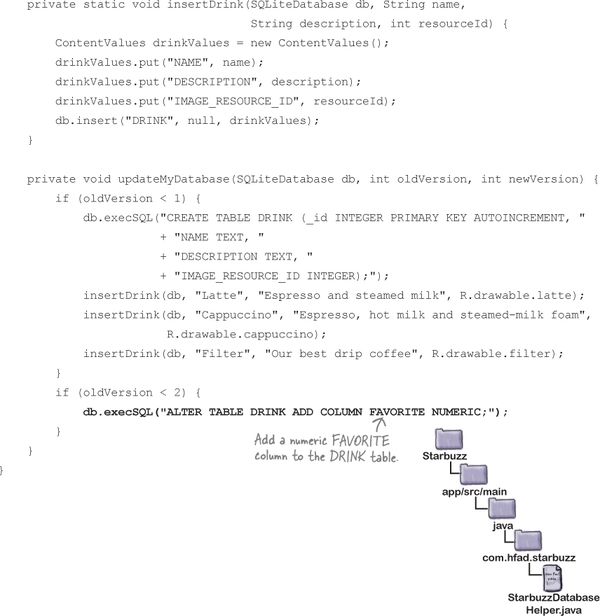 private static void insertDrink(SQLiteDatabase db, String name,
String description, int resourceId) {
ContentValues drinkValues = new ContentValues();
drinkValues.put("NAME", name);
drinkValues.put("DESCRIPTION", description);
drinkValues.put("IMAGE_RESOURCE_ID", resourceId);
db.insert("DRINK", null, drinkValues);
}
private void updateMyDatabase(SQLiteDatabase db, int oldVersion, int newVersion) {
if (oldVersion < 1) {
db.execSQL("CREATE TABLE DRINK (_id INTEGER PRIMARY KEY AUTOINCREMENT, "
+ "NAME TEXT, "
+ "DESCRIPTION TEXT, "
+ "IMAGE_RESOURCE_ID INTEGER);");
insertDrink(db, "Latte", "Espresso and steamed milk", R.drawable.latte);
insertDrink(db, "Cappuccino", "Espresso, hot milk and steamed-milk foam",
R.drawable.cappuccino);
insertDrink(db, "Filter", "Our best drip coffee", R.drawable.filter);
}
if (oldVersion < 2) {
db.execSQL("ALTER TABLE DRINK ADD COLUMN FAVORITE NUMERIC;");
}
}
}
Add a numeric FAVORITE
column to the DRINK table.
Starbuzz
app/src/main
java
com.hfad.starbuzz
StarbuzzDatabase
Helper.java